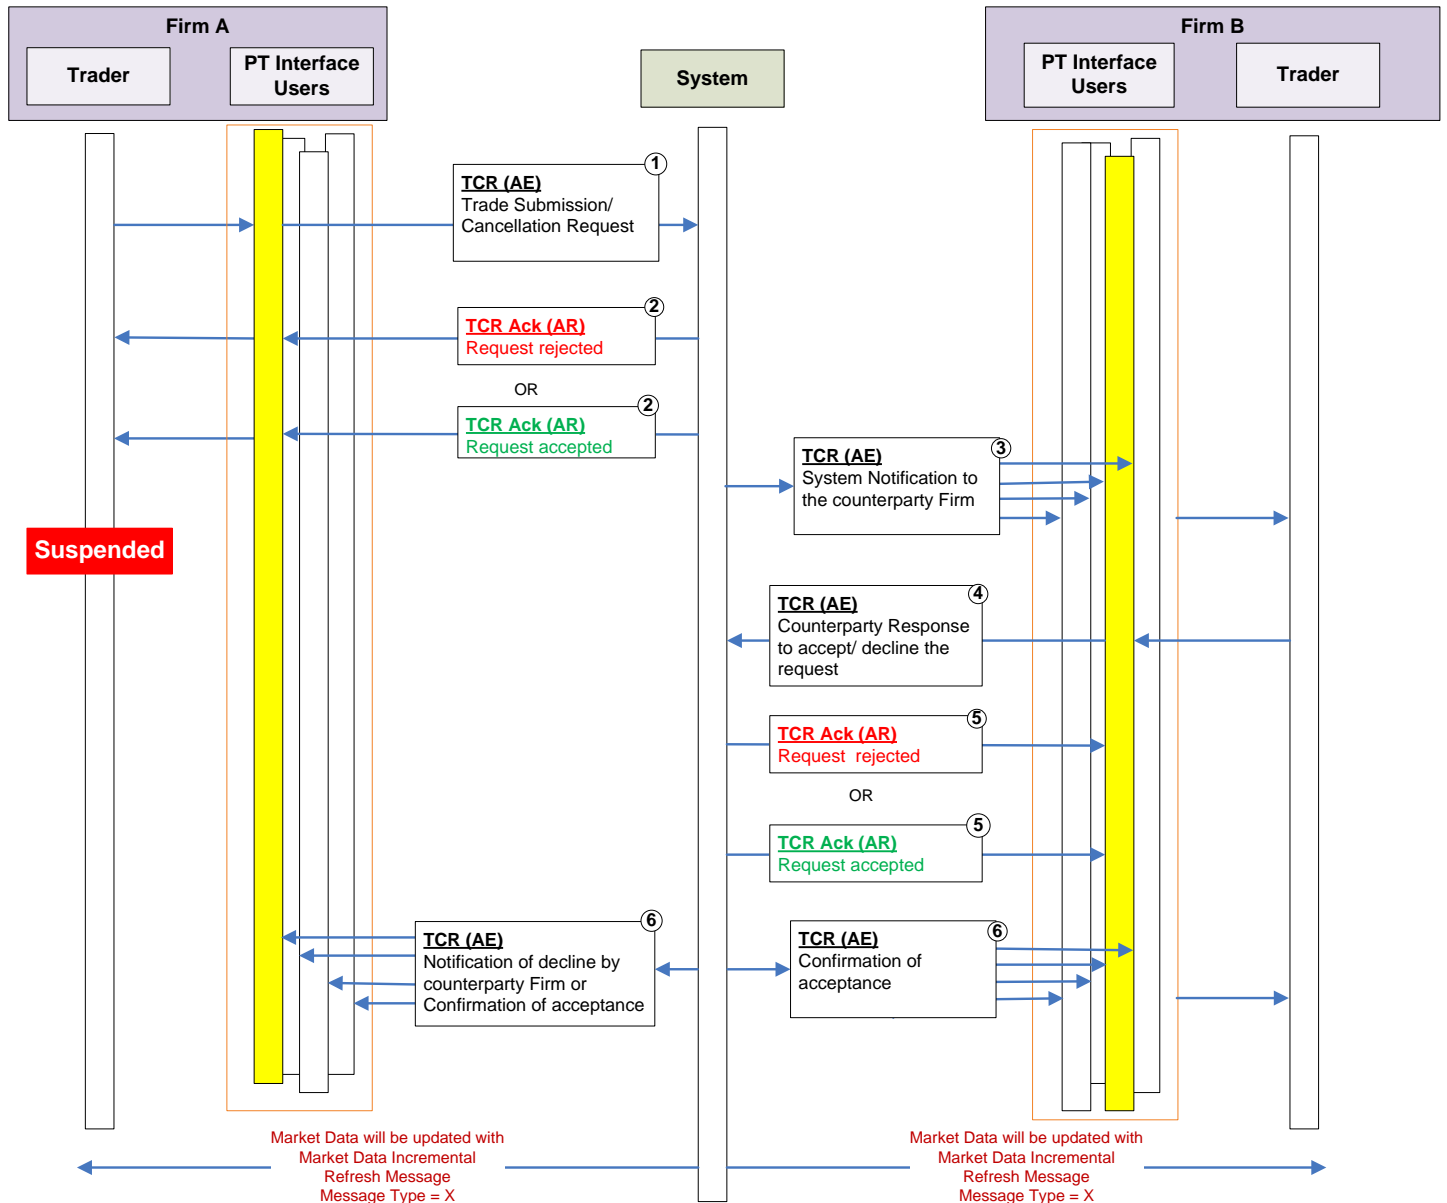 Firm A
Trader
PT Interface
Users
System
Firm B
PT Interface
Users
Trader
1
TCR (AE)
Trade Submission/
Cancellation Request
2
TCR Ack (AR)
Request rejected
OR
2
TCR Ack (AR)
Request accepted
3
TCR (AE)
System Notification to
the counterparty Firm
Suspended
4
TCR (AE)
Counterparty Response
to accept/ decline the
request
5
TCR Ack (AR)
Request rejected
OR
5
TCR Ack (AR)
Request accepted
6
TCR (AE)
Notification of decline by
counterparty Firm or
Confirmation of acceptance
6
TCR (AE)
Confirmation of
acceptance
Market Data will be updated with
Market Data Incremental
Refresh Message
Message Type = X
Market Data will be updated with
Market Data Incremental
Refresh Message
Message Type = X